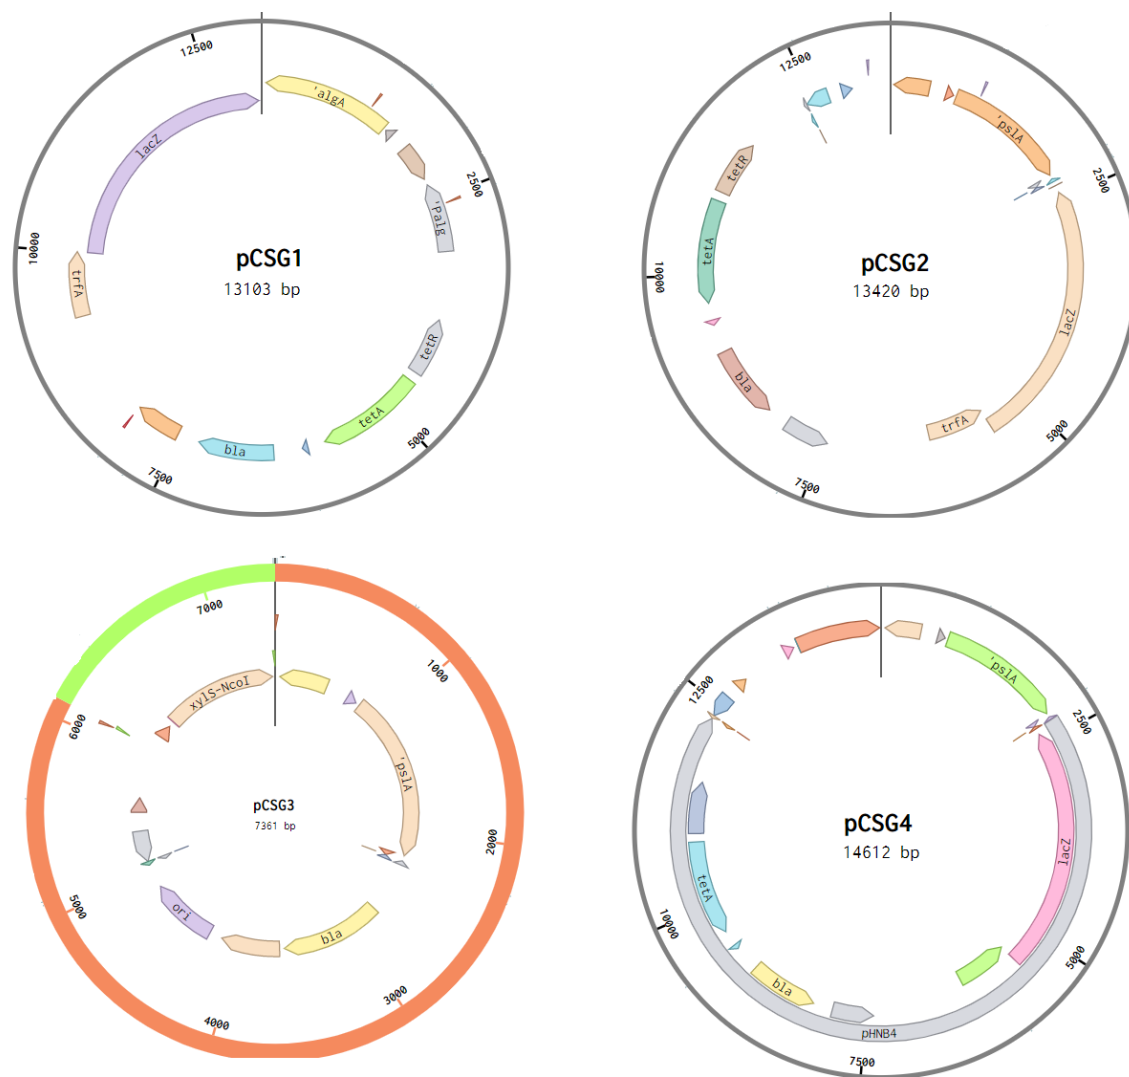 12500
'algA
lacZ
2500
'Palg
10000
pCSG1
13103 bp
trfA
tetR
tetA
5000
bla
7500
12500
'pslA
tetR
2500
tetA
10000
pCSG2
13420 bp
lacZ
bla
trfA
5000
7500
7000
1000
xylS-NcoI
6000
'pslA
pCSG3
7361 bp
2000
5000
ori
bla
3000
4000
12500
'pslA
2500
pCSG4
14612 bp
lacZ
tetA
10000
5000
bla
pHNB4
7500